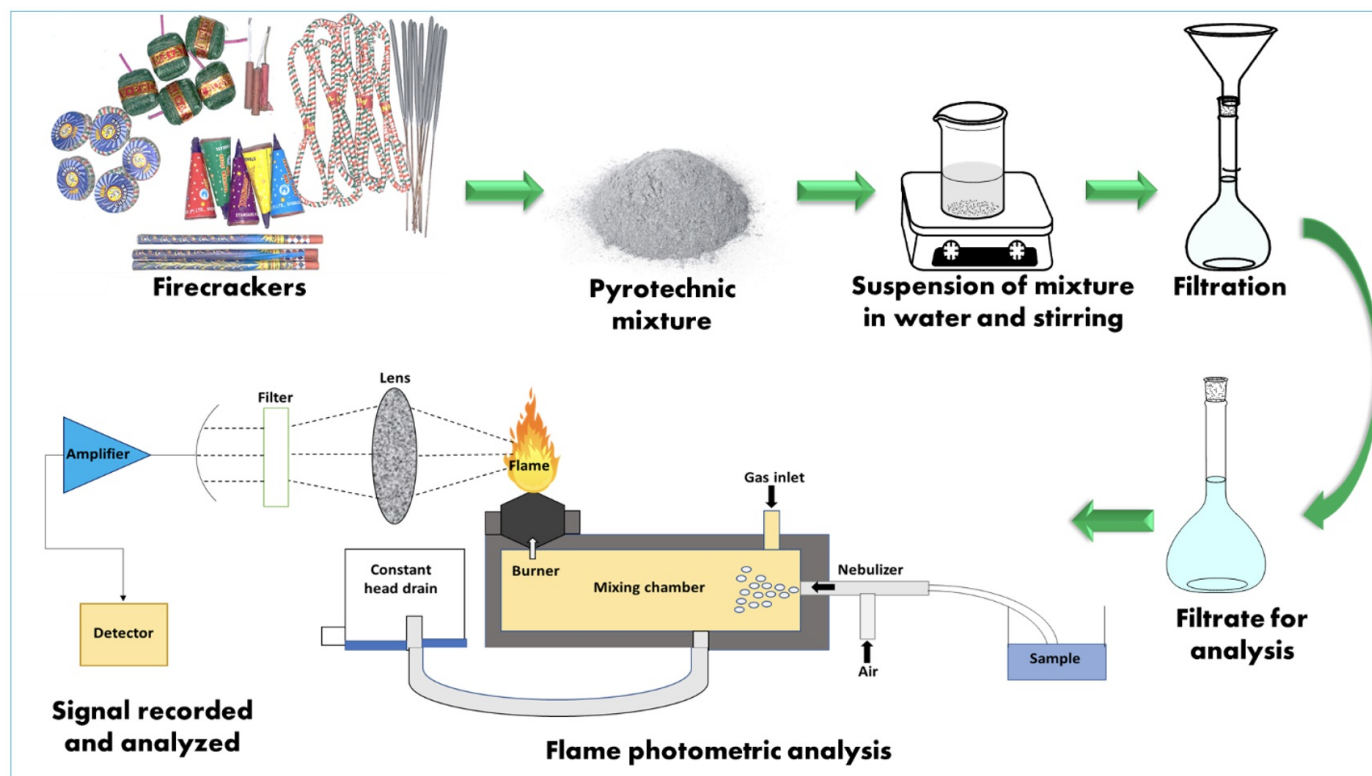 Firecrackers
Pyrotechnic
mixture
Suspension of mixture
in water and stirring
Filtration
Filtrate for
analysis
Lens
Filter
Amplifier
Flame
Gas inlet
Burner
Constant
head drain
Mixing chamber
Nebulizer
Air
Sample
Detector
Signal recorded
and analyzed
Flame photometric analysis